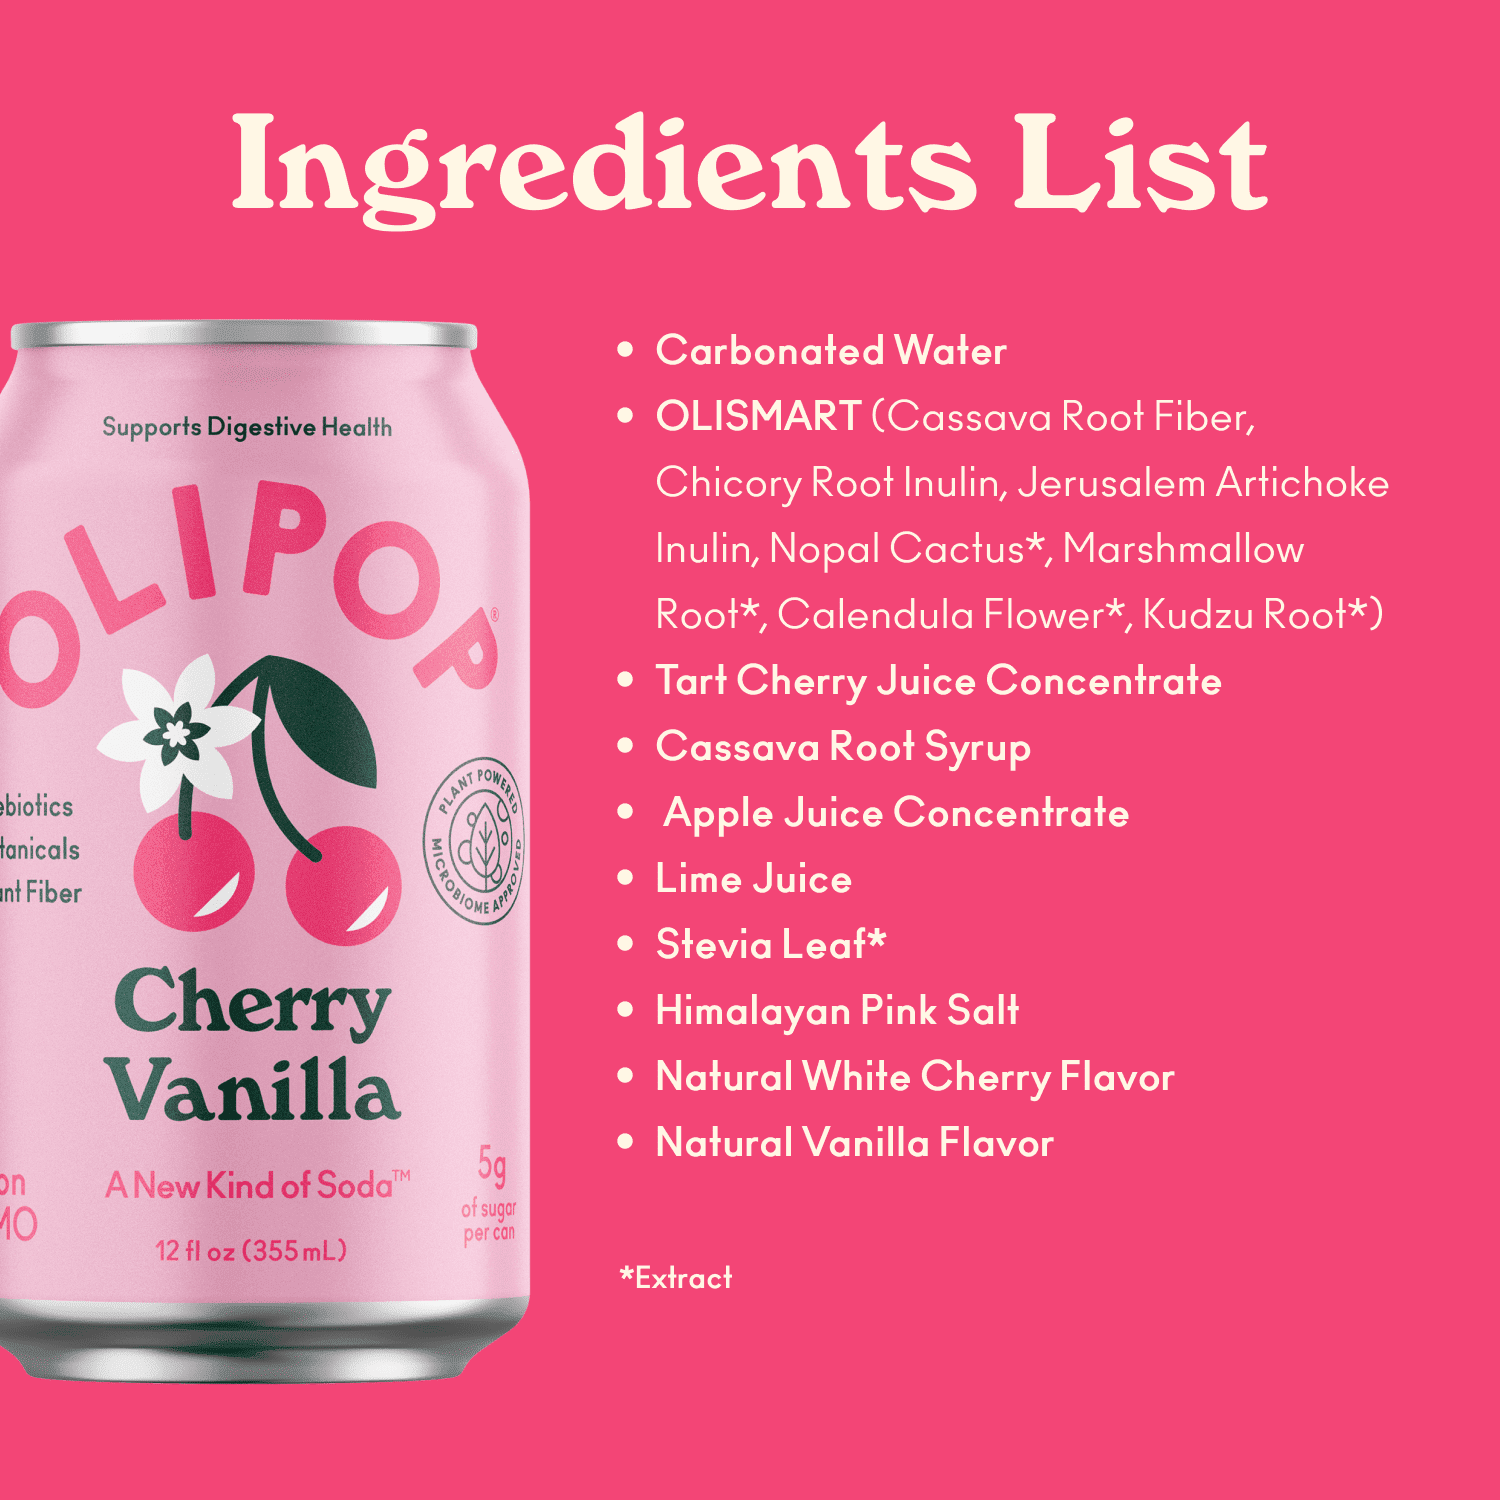 Ingredients List
Supports Digestive Health
OLIPOP®
PLANT POWERED
MICROBIOME APPROVED
Fiber
Cherry
Vanilla
A New Kind of Soda™
12 fl oz (355 mL)
5g
of sugar
per can
• Carbonated Water
• OLISMART (Cassava Root Fiber,
Chicory Root Inulin, Jerusalem Artichoke
Inulin, Nopal Cactus*, Marshmallow
Root*, Calendula Flower*, Kudzu Root*)
• Tart Cherry Juice Concentrate
• Cassava Root Syrup
• Apple Juice Concentrate
• Lime Juice
• Stevia Leaf*
• Himalayan Pink Salt
• Natural White Cherry Flavor
• Natural Vanilla Flavor
*Extract